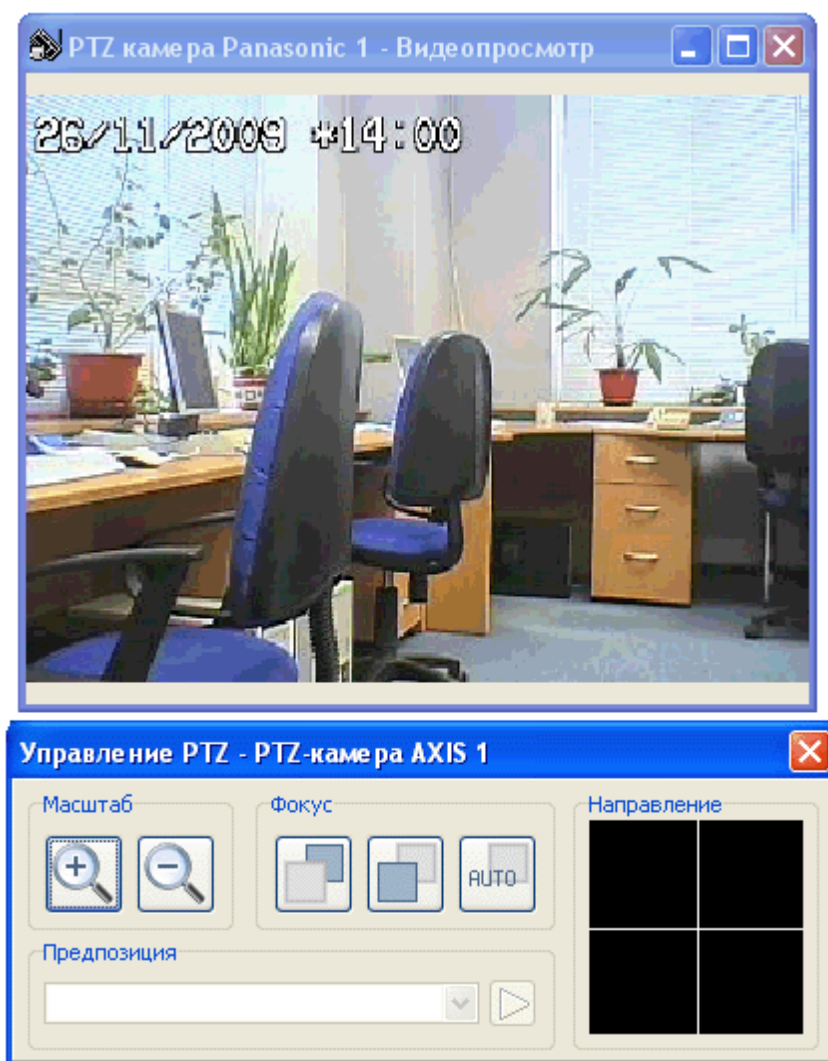 PTZ камера Panasonic 1 - Видеопросмотр
26/11/2009 *14:00
Управление PTZ - PTZ-камера AXIS 1
Масштаб Фокус Направление
AUTO
Предпозиция